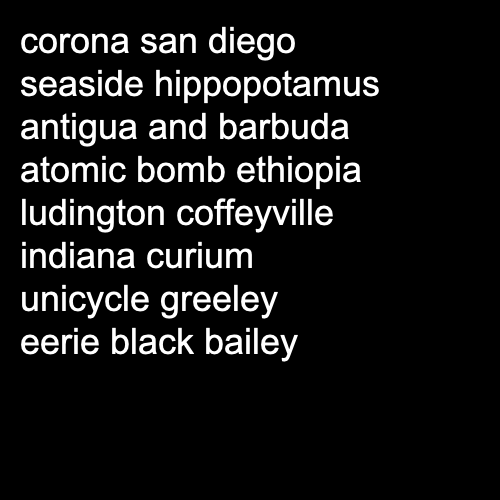 corona san diego
seaside hippopotamus
antigua and barbuda
atomic bomb ethiopia
ludington coffeyville
indiana curium
unicycle greeley
eerie black bailey